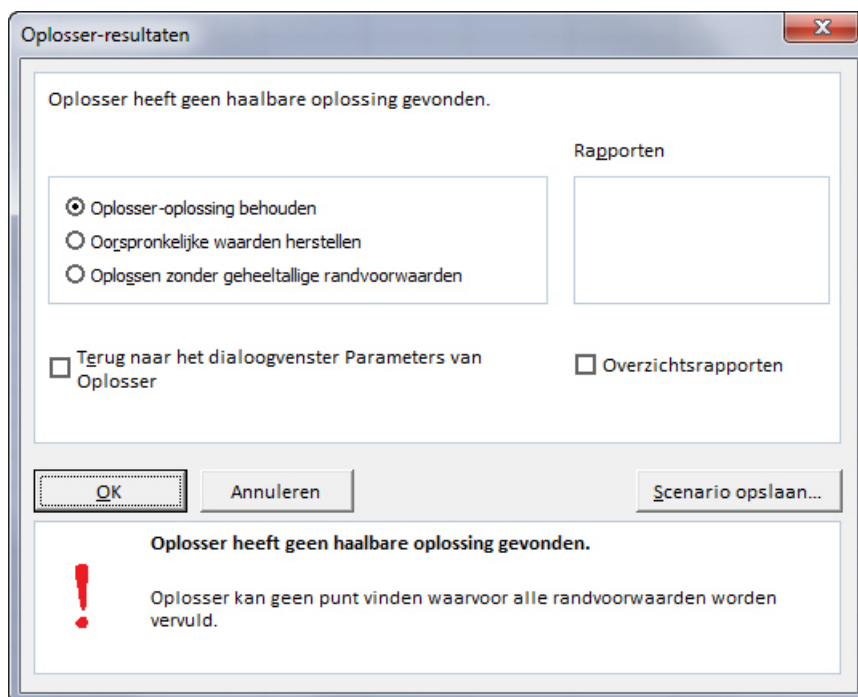 Oplosser-resultaten
Oplosser heeft geen haalbare oplossing gevonden.
Rapporten
Oplosser-oplossing behouden
Oorspronkelijke waarden herstellen
Oplossen zonder geheeltallige randvoorwaarden
Terug naar het dialoogvenster Parameters van
Oplosser
Overzichtsrapporten
OK
Annuleren
Scenario opslaan...
Oplosser heeft geen haalbare oplossing gevonden.
Oplosser kan geen punt vinden waarvoor alle randvoorwaarden worden
vervuld.